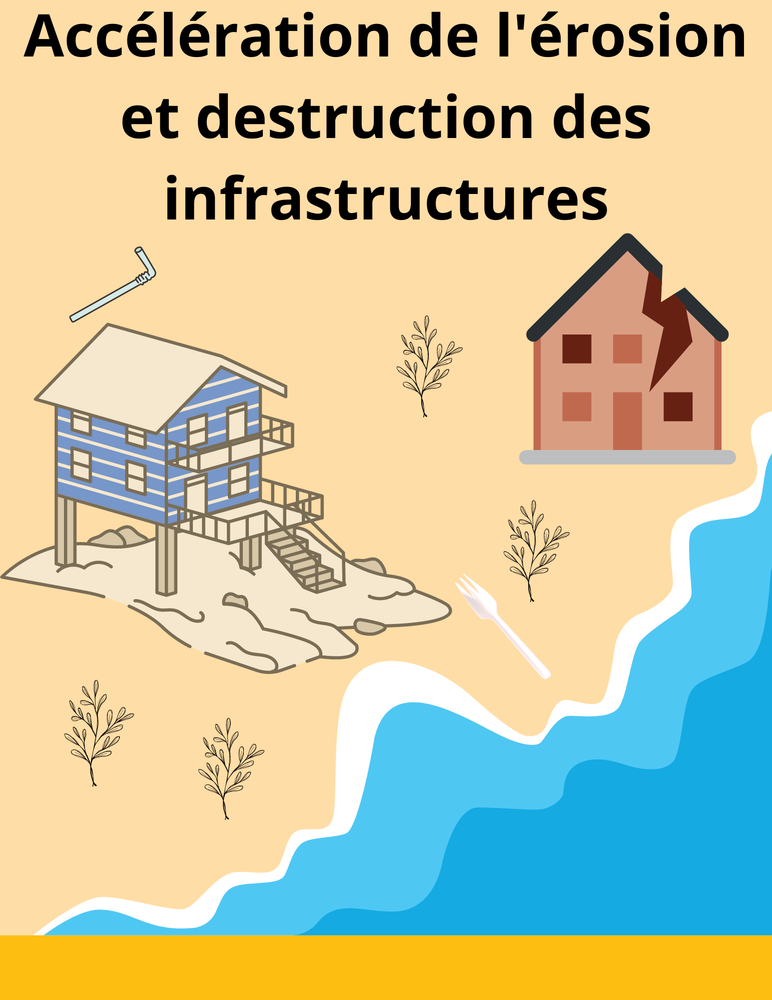 Accélération de l'érosion
et destruction des
infrastructures